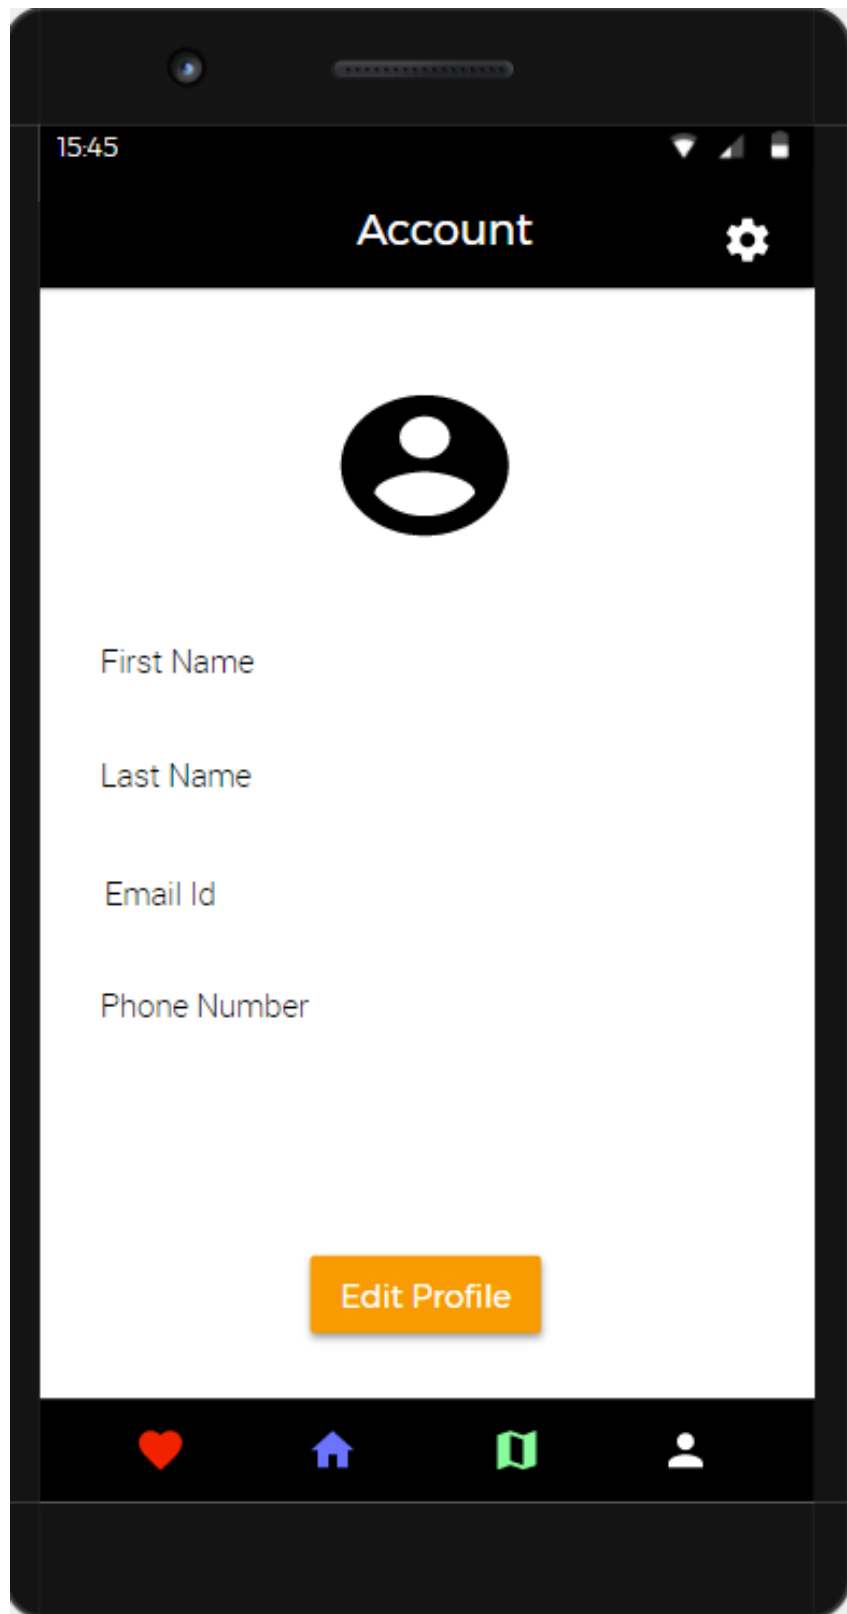 15:45
Account
First Name
Last Name
Email Id
Phone Number
Edit Profile